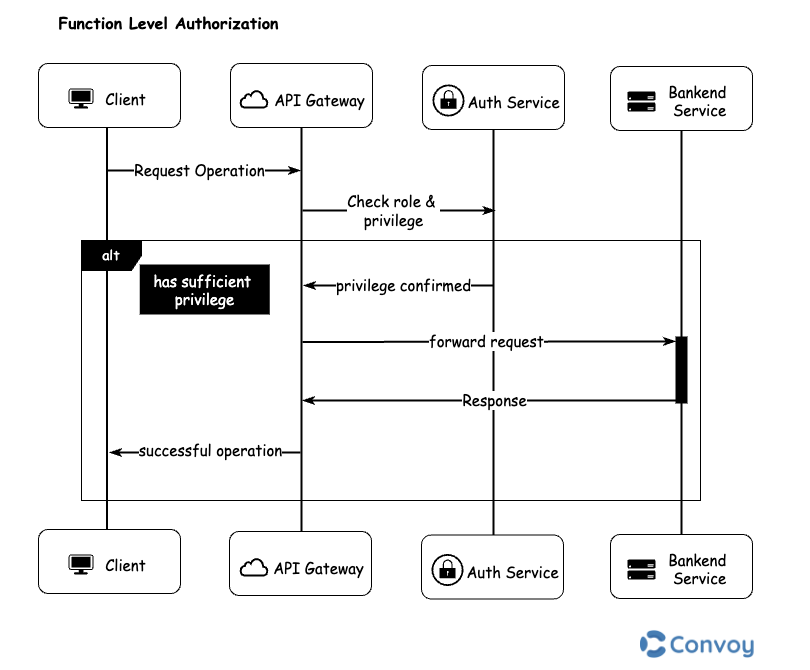 Function Level Authorization
Client
API Gateway
Auth Service
Bankend
Service
Request Operation
Check role &
privilege
alt
has sufficient
privilege
privilege confirmed
forward request
Response
successful operation
Client
API Gateway
Auth Service
Bankend
Service
Convoy